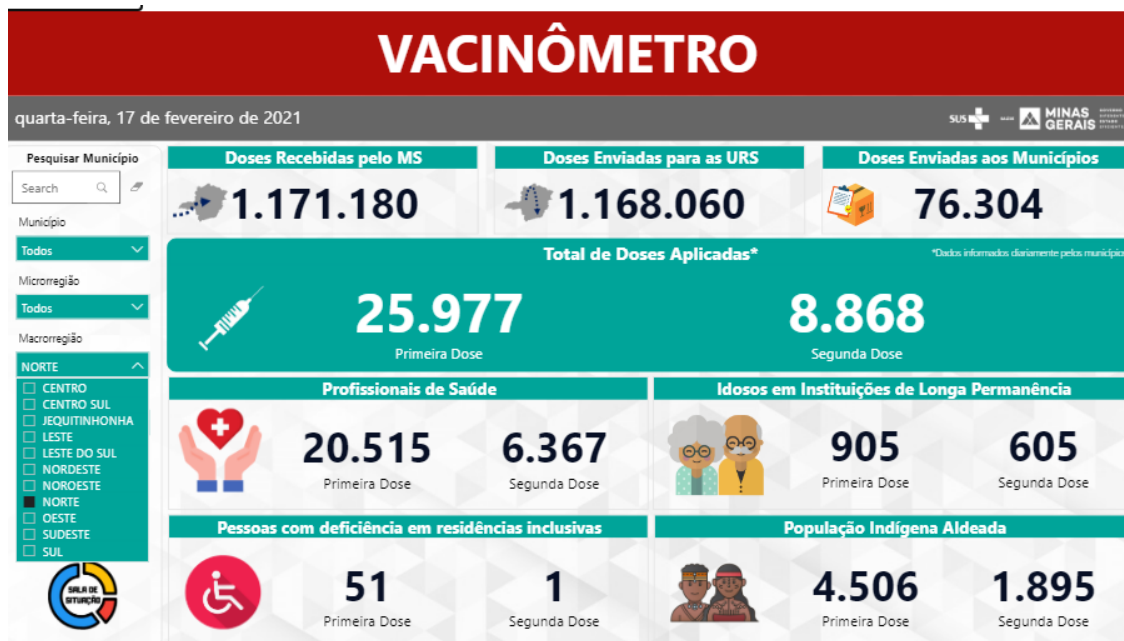 VACINÔMETRO
quarta-feira, 17 de fevereiro de 2021
SUS
MINAS
GERAIS
Pesquisar Município
Search
Município
Todos
Microrregião
Todos
Macrorregião
NORTE
CENTRO
CENTRO SUL
JEQUITINHONHA
LESTE
LESTE DO SUL
NORDESTE
NOROESTE
NORTE
OESTE
SUDESTE
SUL
SALA DE
SITUAÇÃO
Doses Recebidas pelo MS
1.171.180
Doses Enviadas para as URS
1.168.060
Doses Enviadas aos Municípios
76.304
Total de Doses Aplicadas*
*Dados informados diariamente pelos município
25.977
Primeira Dose
8.868
Segunda Dose
Profissionais de Saúde
20.515
Primeira Dose
6.367
Segunda Dose
Idosos em Instituições de Longa Permanência
905
Primeira Dose
605
Segunda Dose
Pessoas com deficiência em residências inclusivas
51
Primeira Dose
1
Segunda Dose
População Indígena Aldeada
4.506
Primeira Dose
1.895
Segunda Dose